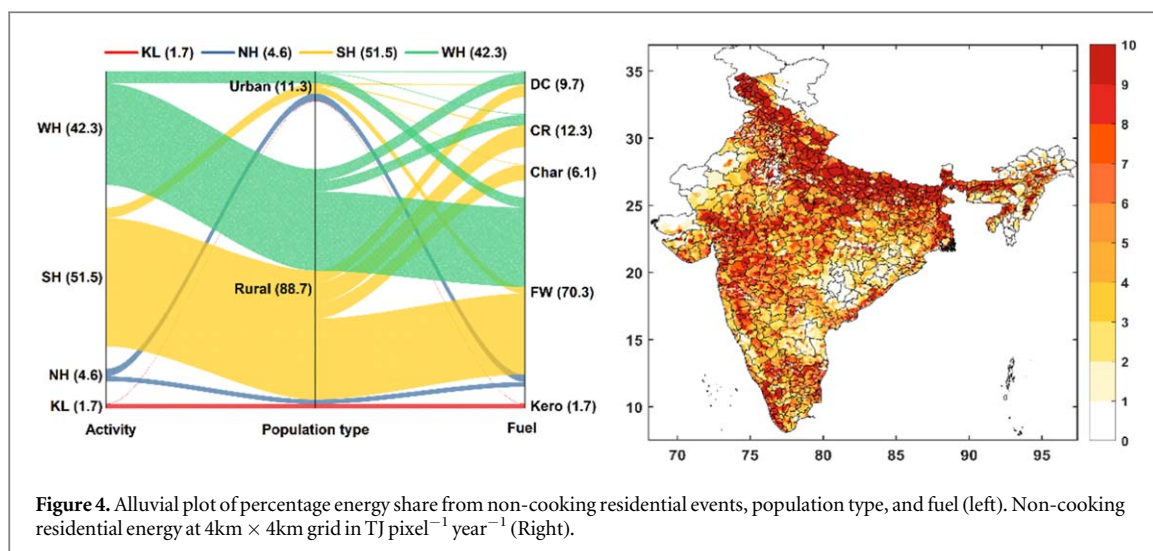 KL (1.7) NH (4.6) SH (51.5) WH (42.3)
WH (42.3)
SH (51.5)
NH (4.6)
KL (1.7)
Urban (11.3)
Rural (88.7)
DC (9.7)
CR (12.3)
Char (6.1)
FW (70.3)
Kero (1.7)
Activity Population type Fuel
35
30
25
20
15
10
70 75 80 85 90 95
10
9
8
7
6
5
4
3
2
1
0
Figure 4. Alluvial plot of percentage energy share from non-cooking residential events, population type, and fuel (left). Non-cooking
residential energy at 4km × 4km grid in TJ pixel⁻¹ year⁻¹ (Right).